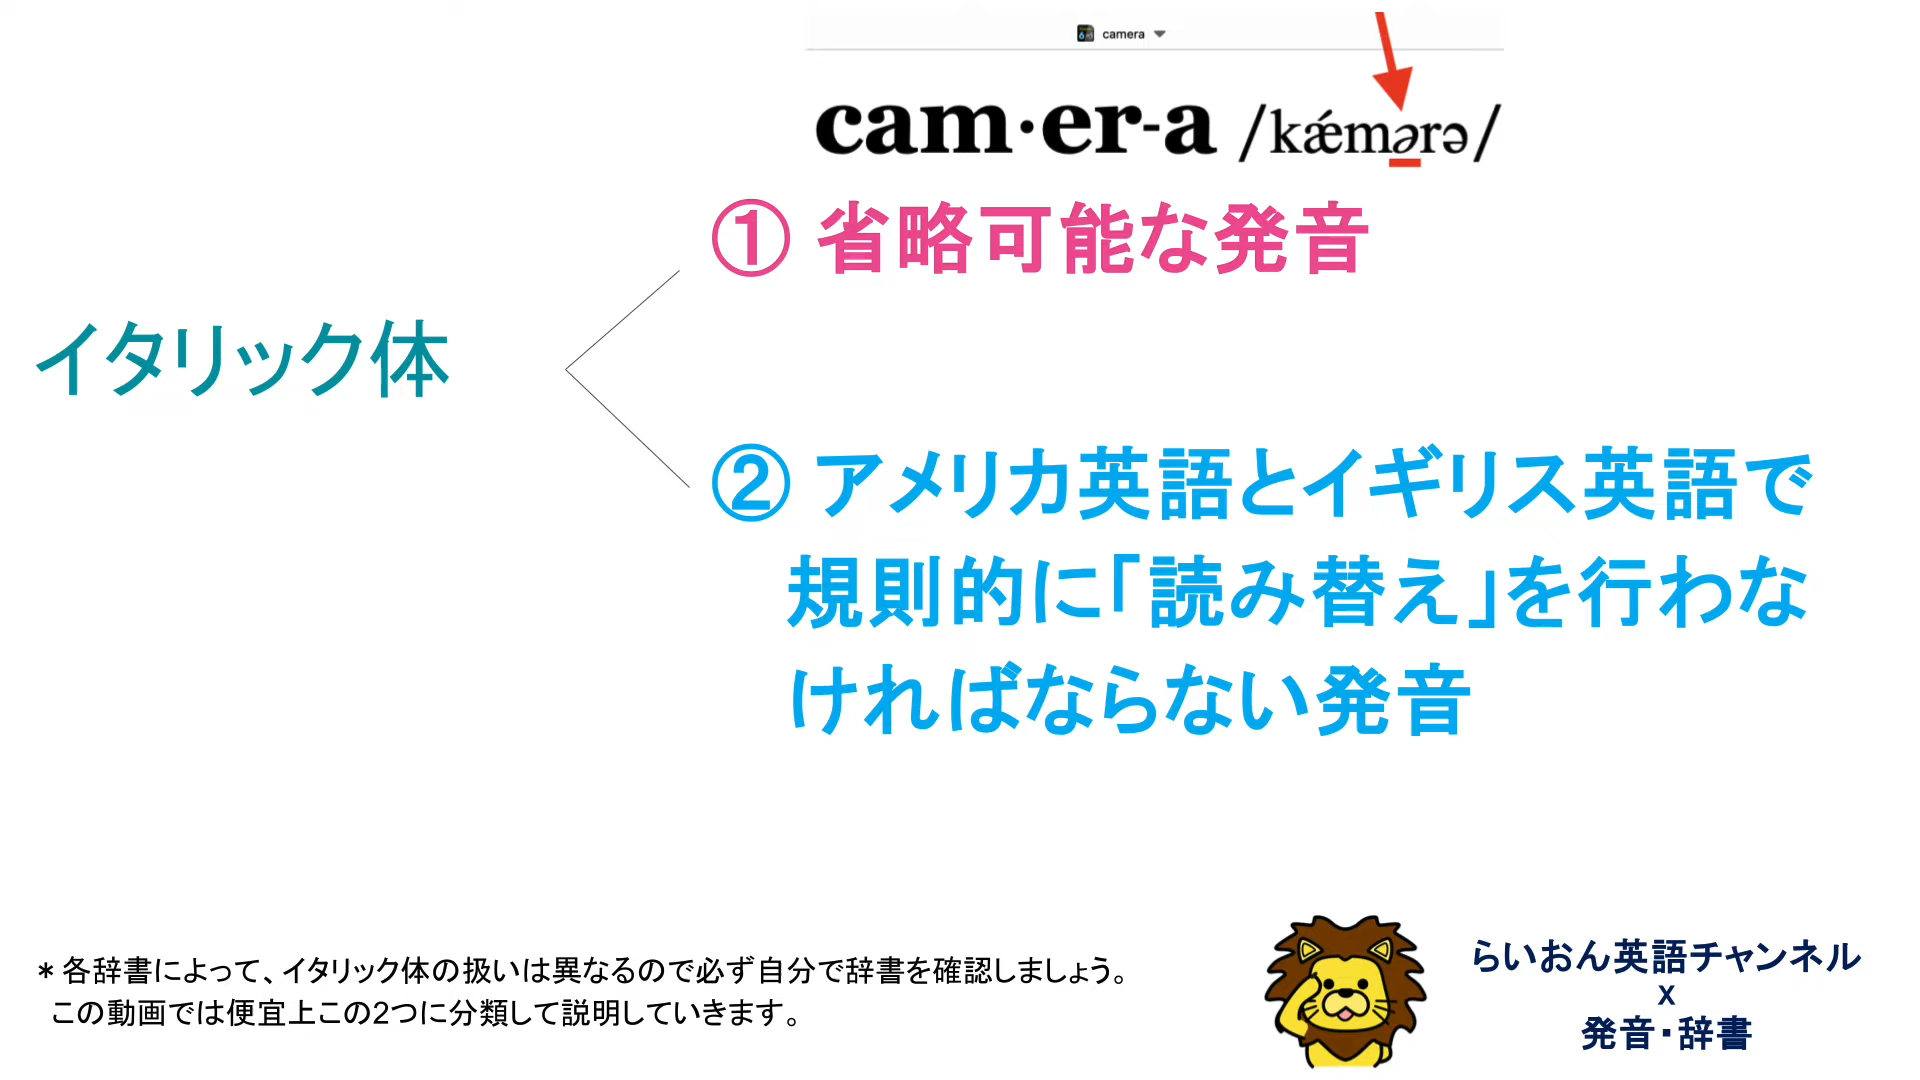 camera
cam·er-a /kǽmərə/
① 省略可能な発音
イタリック体
② アメリカ英語とイギリス英語で
規則的に「読み替え」を行わな
ければならない発音
* 各辞書によって、イタリック体の扱いは異なるので必ず自分で辞書を確認しましょう。
この動画では便宜上この2つに分類して説明していきます。
らいおん英語チャンネル
x
発音・辞書